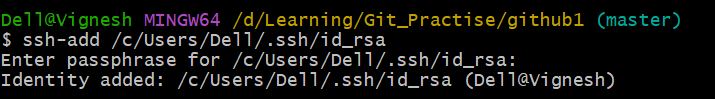 Dell@Vignesh MINGW64 /d/Learning/Git_Practise/github1 (master)
$ ssh-add /c/Users/Dell/.ssh/id_rsa
Enter passphrase for /c/Users/Dell/.ssh/id_rsa:
Identity added: /c/Users/Dell/.ssh/id_rsa (Dell@Vignesh)